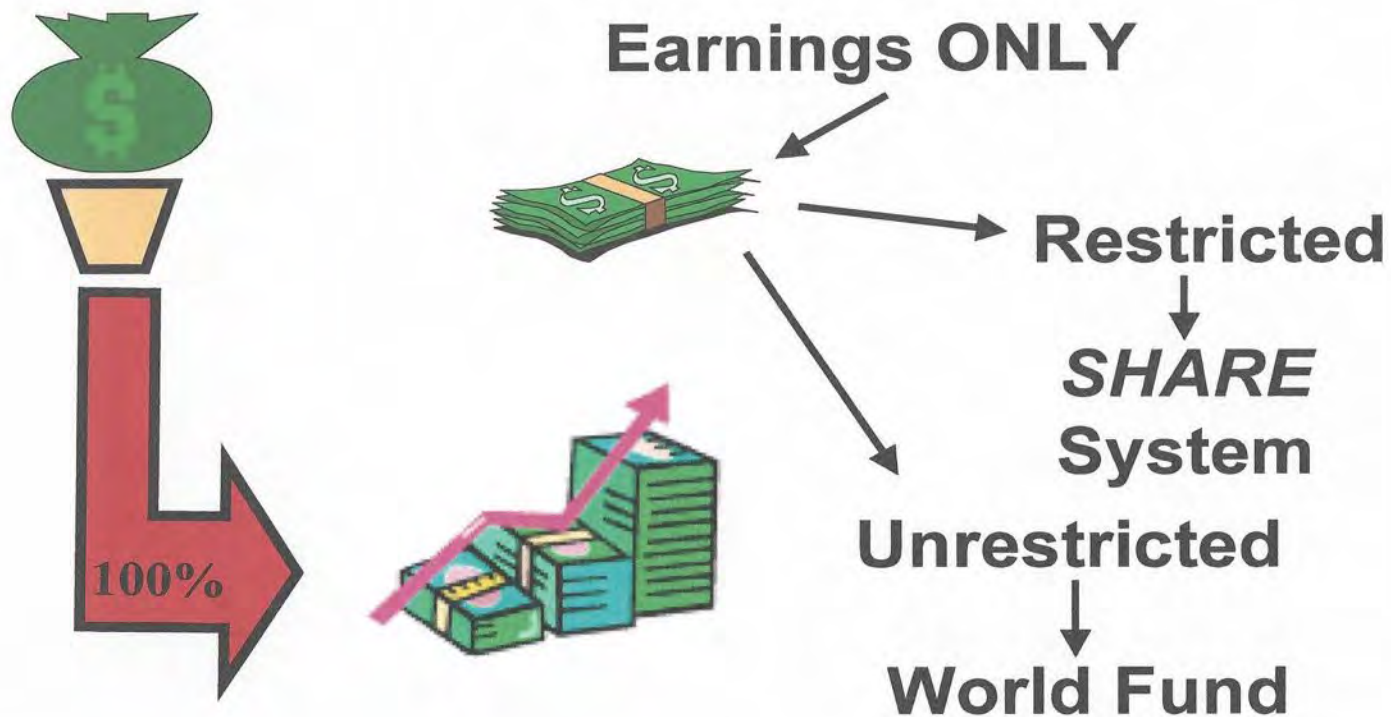 Earnings ONLY
$
$ $
Restricted
SHARE
System
Unrestricted
100%
World Fund